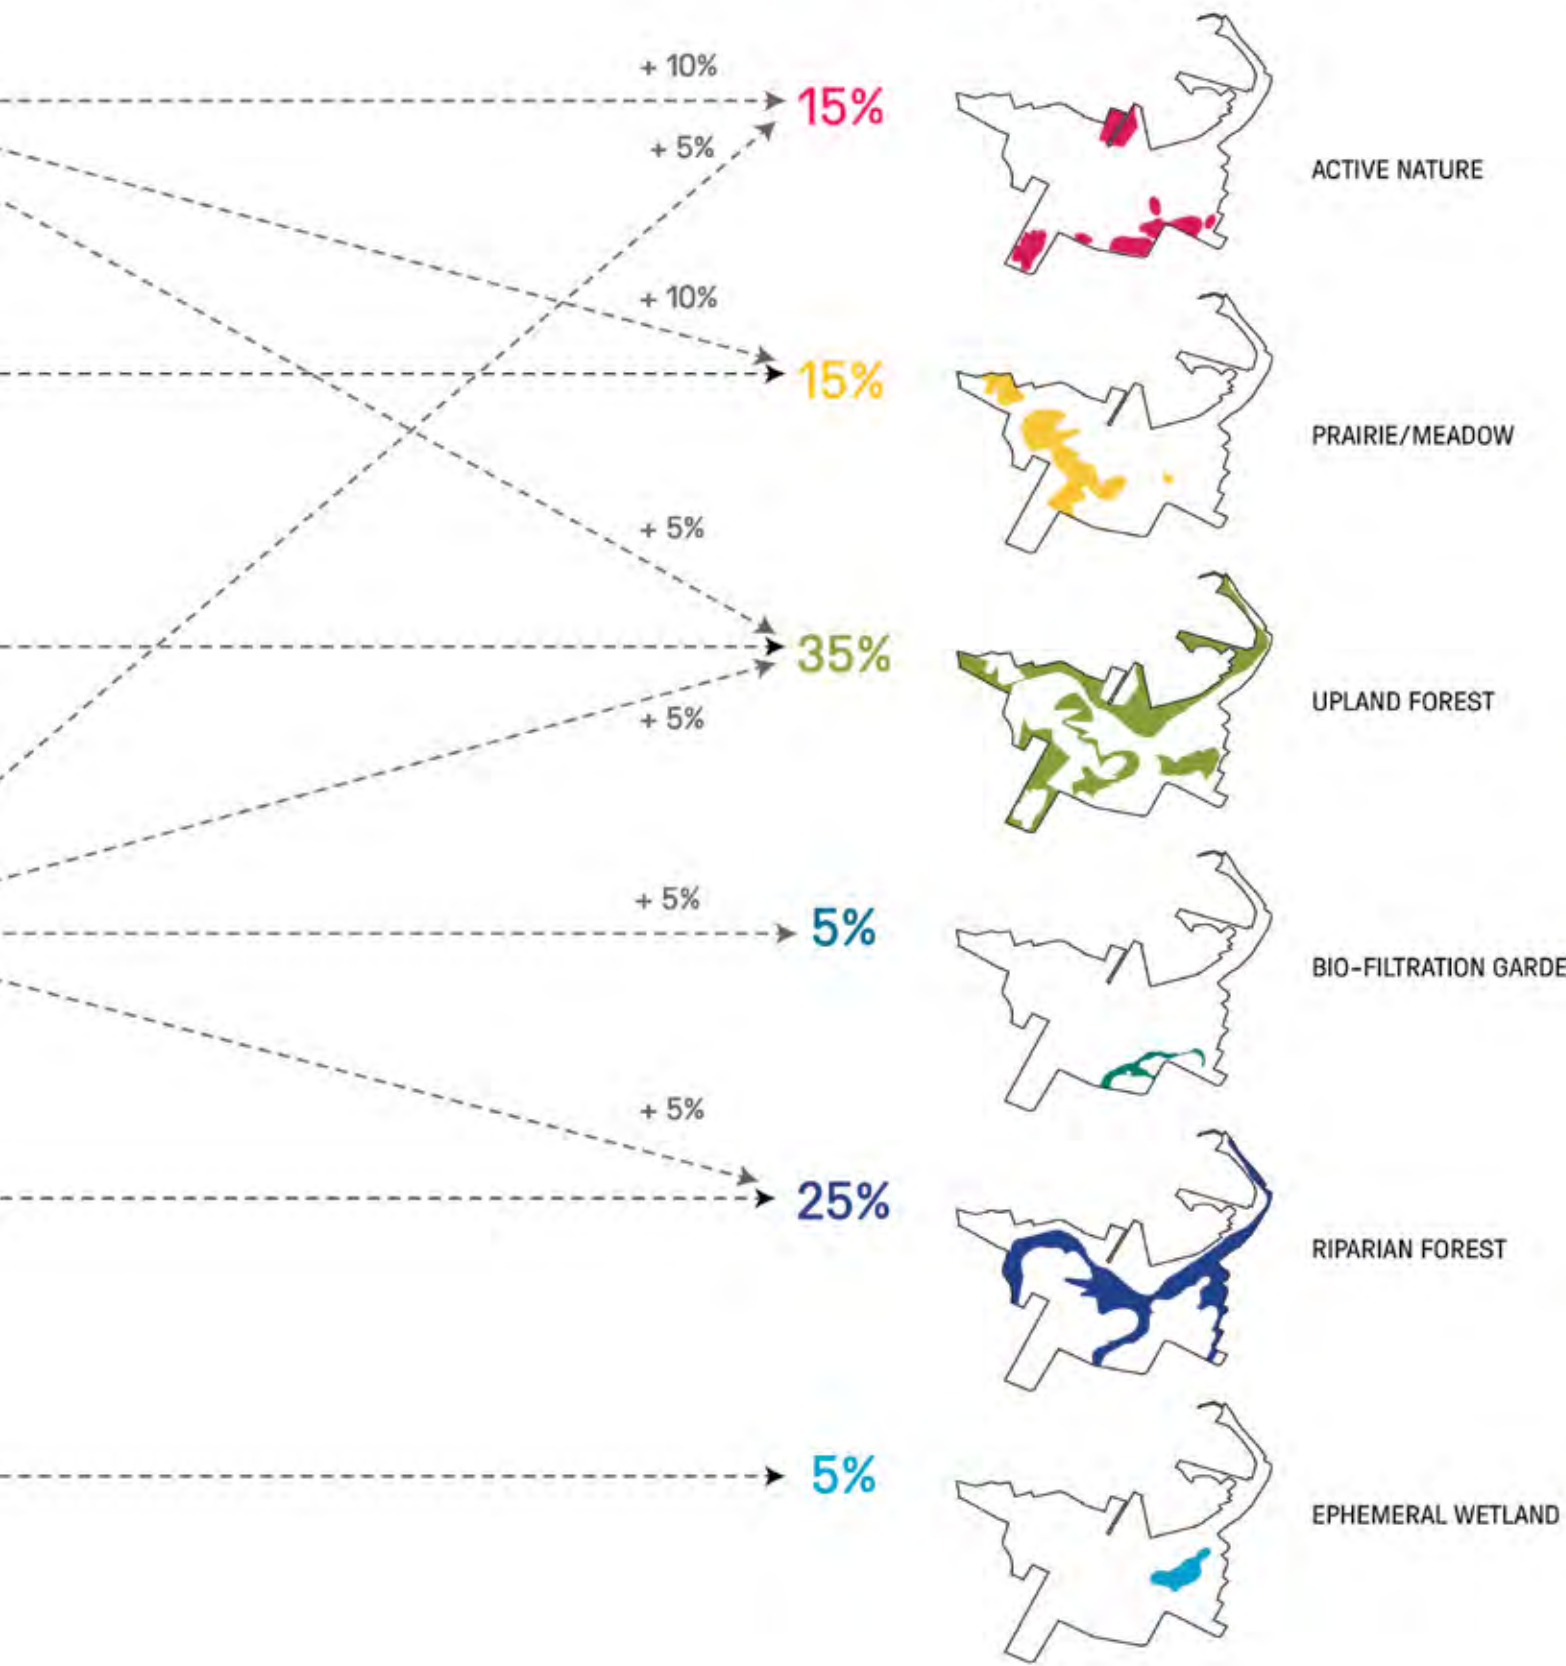 + 10%
15%
+ 5%
ACTIVE NATURE
+ 10%
15%
PRAIRIE/MEADOW
+ 5%
35%
UPLAND FOREST
+ 5%
+ 5%
5%
BIO-FILTRATION GARDE
+ 5%
25%
RIPARIAN FOREST
5%
EPHEMERAL WETLAND